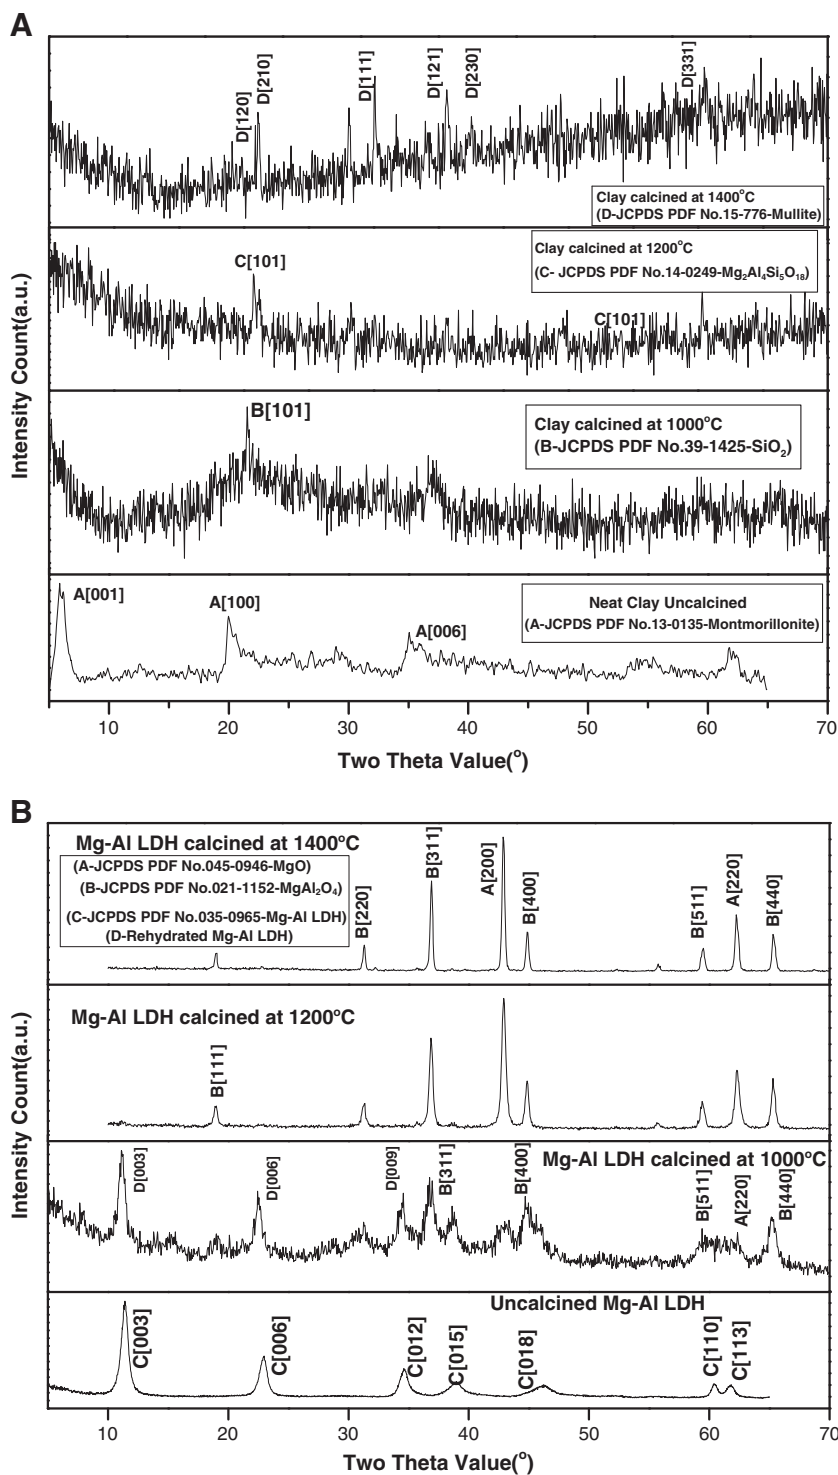 A
D[120]
D[210]
D[111]
D[121]
D[230]
D[331]
Clay calcined at 1400°C
(D-JCPDS PDF No.15-776-Mullite)
Clay calcined at 1200°C
(C- JCPDS PDF No.14-0249-Mg₂Al₄Si₅O₁₈)
C[101]
C[101]
B[101]
Clay calcined at 1000°C
(B-JCPDS PDF No.39-1425-SiO₂)
A[001]
A[100]
A[006]
Neat Clay Uncalcined
(A-JCPDS PDF No.13-0135-Montmorillonite)
Intensity Count(a.u.)
10 20 30 40 50 60 70
Two Theta Value(°)
B
Mg-Al LDH calcined at 1400°C
(A-JCPDS PDF No.045-0946-MgO)
(B-JCPDS PDF No.021-1152-MgAl₂O₄)
(C-JCPDS PDF No.035-0965-Mg-Al LDH)
(D-Rehydrated Mg-Al LDH)
B[220]
B[311]
A[200]
B[400]
B[511]
A[220]
B[440]
Mg-Al LDH calcined at 1200°C
B[111]
Mg-Al LDH calcined at 1000°C
D[003]
D[006]
D[009]
B[311]
B[400]
B[511]
A[220]
B[440]
Uncalcined Mg-Al LDH
C[003]
C[006]
C[012]
C[015]
C[018]
C[110]
C[113]
Intensity Count(a.u.)
10 20 30 40 50 60 70
Two Theta Value(°)